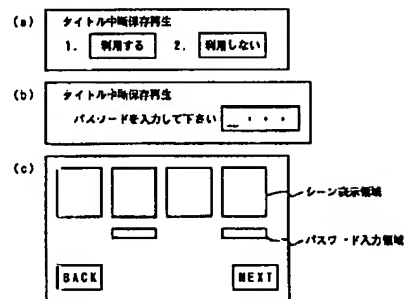 (a) タイトル中断保存再生
1. 利用する 2. 利用しない
(b) タイトル中断保存再生
パスワードを入力して下さい _ ・ ・ ・
(c)
シーン表示領域
パスワード入力領域
BACK NEXT